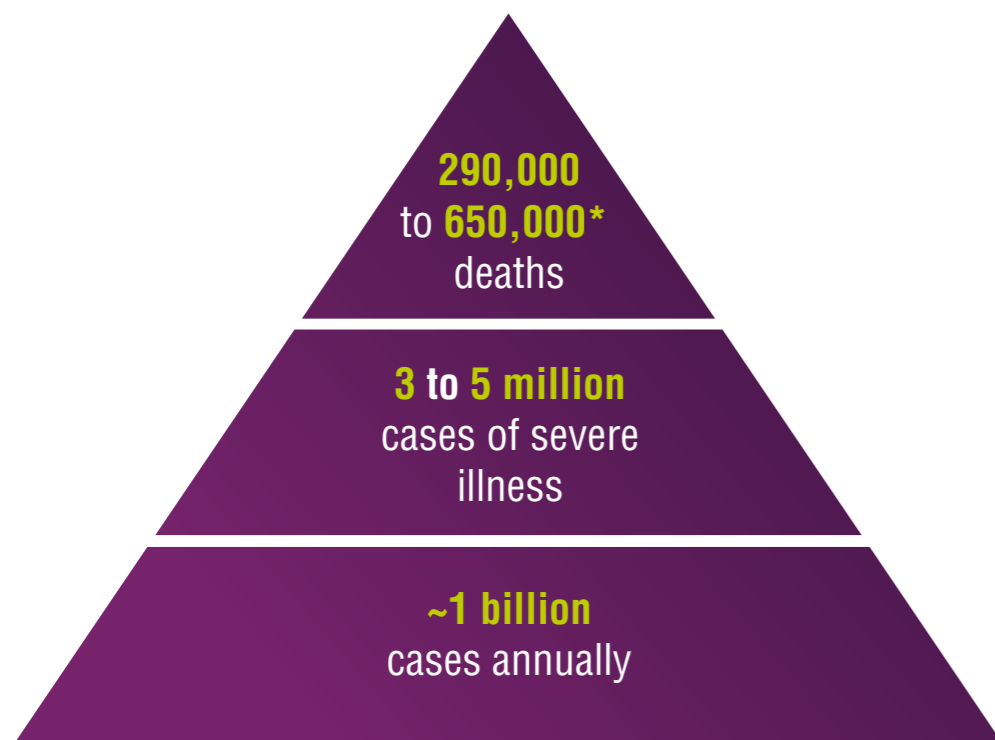 290,000
to 650,000*
deaths
3 to 5 million
cases of severe
illness
~1 billion
cases annually